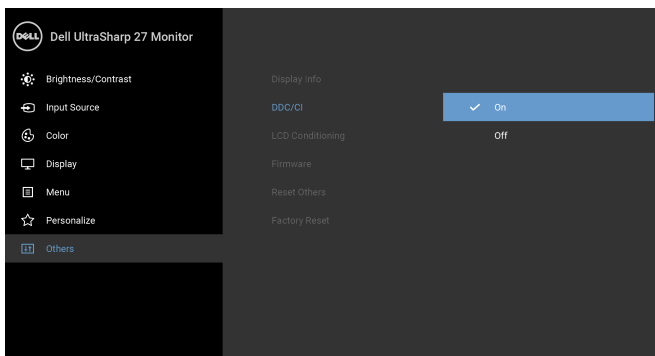 DELL Dell UltraSharp 27 Monitor
Brightness/Contrast
Input Source
Color
Display
Menu
Personalize
Others
Display Info
DDC/CI
LCD Conditioning
Firmware
Reset Others
Factory Reset
On
Off